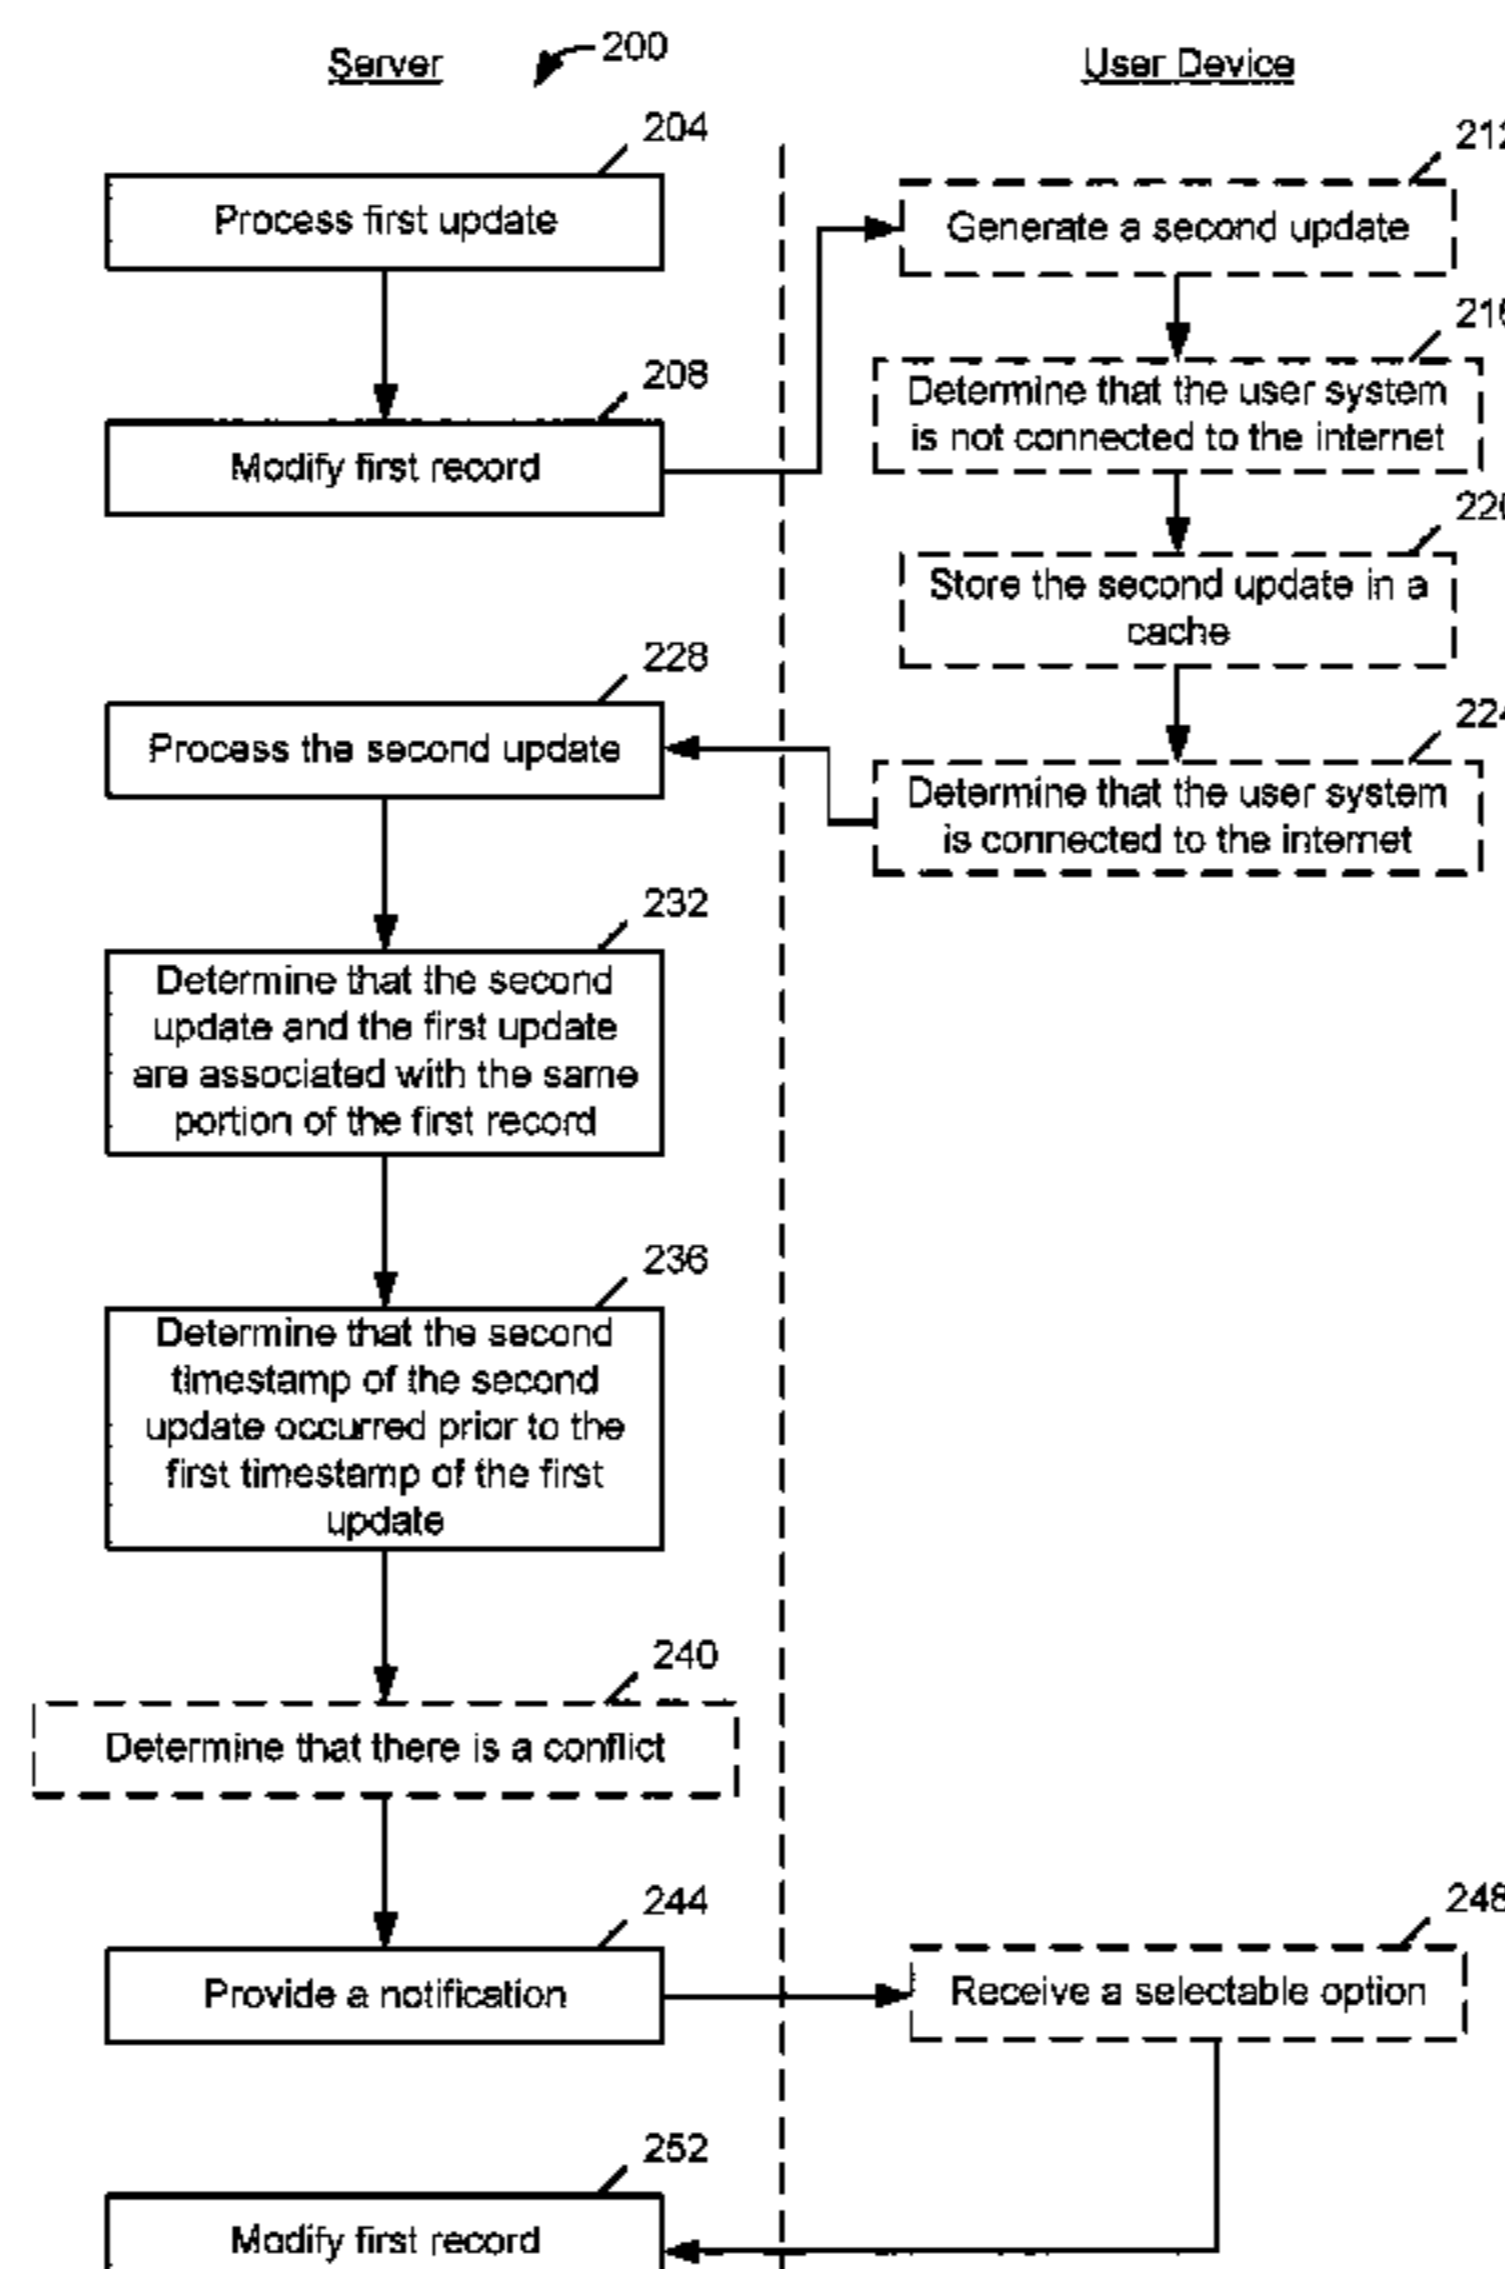 Server
200
User Device
204
Process first update
212
Generate a second update
216
Determine that the user system
is not connected to the internet
208
Modify first record
220
Store the second update in a
cache
228
Process the second update
224
Determine that the user system
is connected to the internet
232
Determine that the second
update and the first update
are associated with the same
portion of the first record
236
Determine that the second
timestamp of the second
update occurred prior to the
first timestamp of the first
update
240
Determine that there is a conflict
244
Provide a notification
248
Receive a selectable option
252
Modify first record